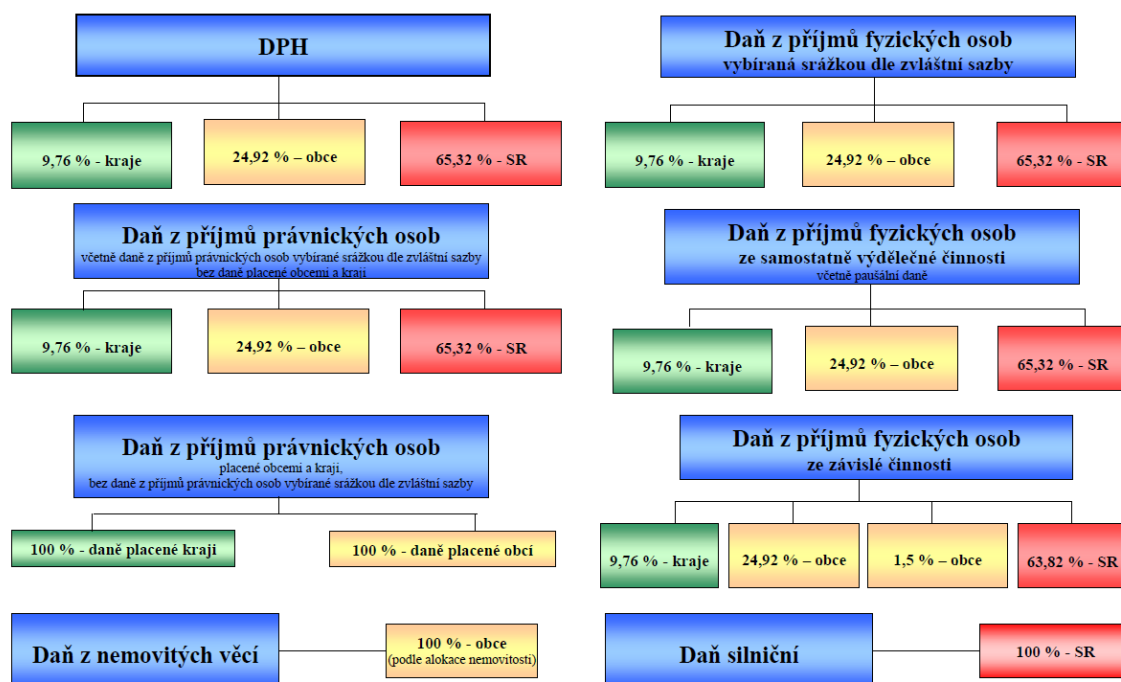 DPH
9,76 % - kraje
24,92 % – obce
65,32 % - SR
Daň z příjmů fyzických osob
vybíraná srážkou dle zvláštní sazby
9,76 % - kraje
24,92 % – obce
65,32 % - SR
Daň z příjmů právnických osob
včetně daně z příjmů právnických osob vybírané srážkou dle zvláštní sazby
bez daně placené obcemi a kraji
9,76 % - kraje
24,92 % – obce
65,32 % - SR
Daň z příjmů fyzických osob
ze samostatně výdělečné činnosti
včetně paušální daně
9,76 % - kraje
24,92 % – obce
65,32 % - SR
Daň z příjmů právnických osob
placené obcemi a kraji,
bez daně z příjmů právnických osob vybírané srážkou dle zvláštní sazby
100 % - daně placené kraji
100 % - daně placené obcí
Daň z příjmů fyzických osob
ze závislé činnosti
9,76 % - kraje
24,92 % – obce
1,5 % – obce
63,82 % - SR
Daň z nemovitých věcí
100 % - obce
(podle alokace nemovitosti)
Daň silniční
100 % - SR